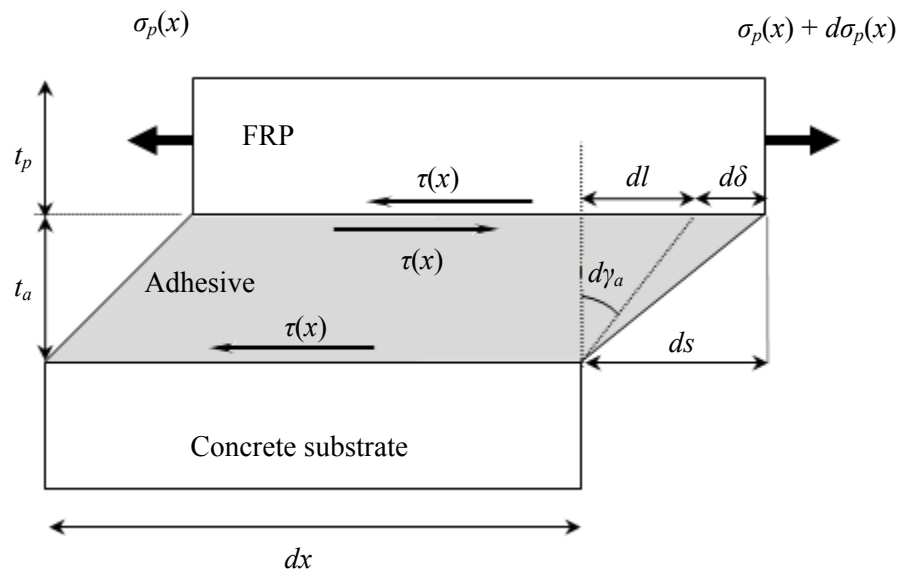 σp(x)
σp(x) + dσp(x)
FRP
tp
τ(x)
dl
dδ
τ(x)
dγa
Adhesive
ta
τ(x)
ds
Concrete substrate
dx